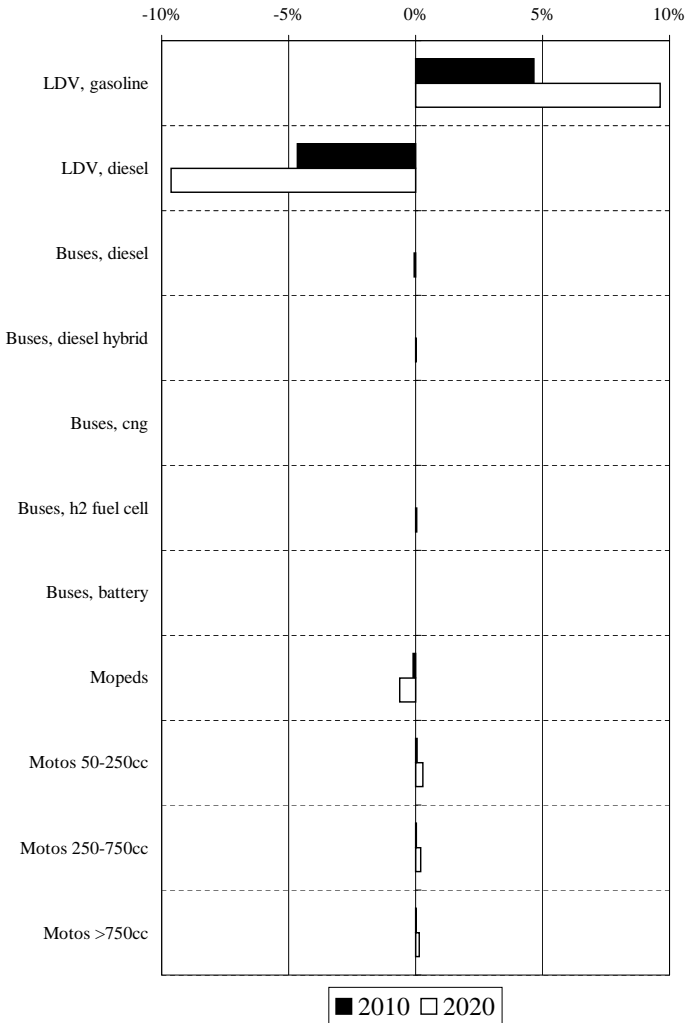 -10% -5% 0% 5% 10%
LDV, gasoline
LDV, diesel
Buses, diesel
Buses, diesel hybrid
Buses, cng
Buses, h2 fuel cell
Buses, battery
Mopeds
Motos 50-250cc
Motos 250-750cc
Motos >750cc
2010 2020